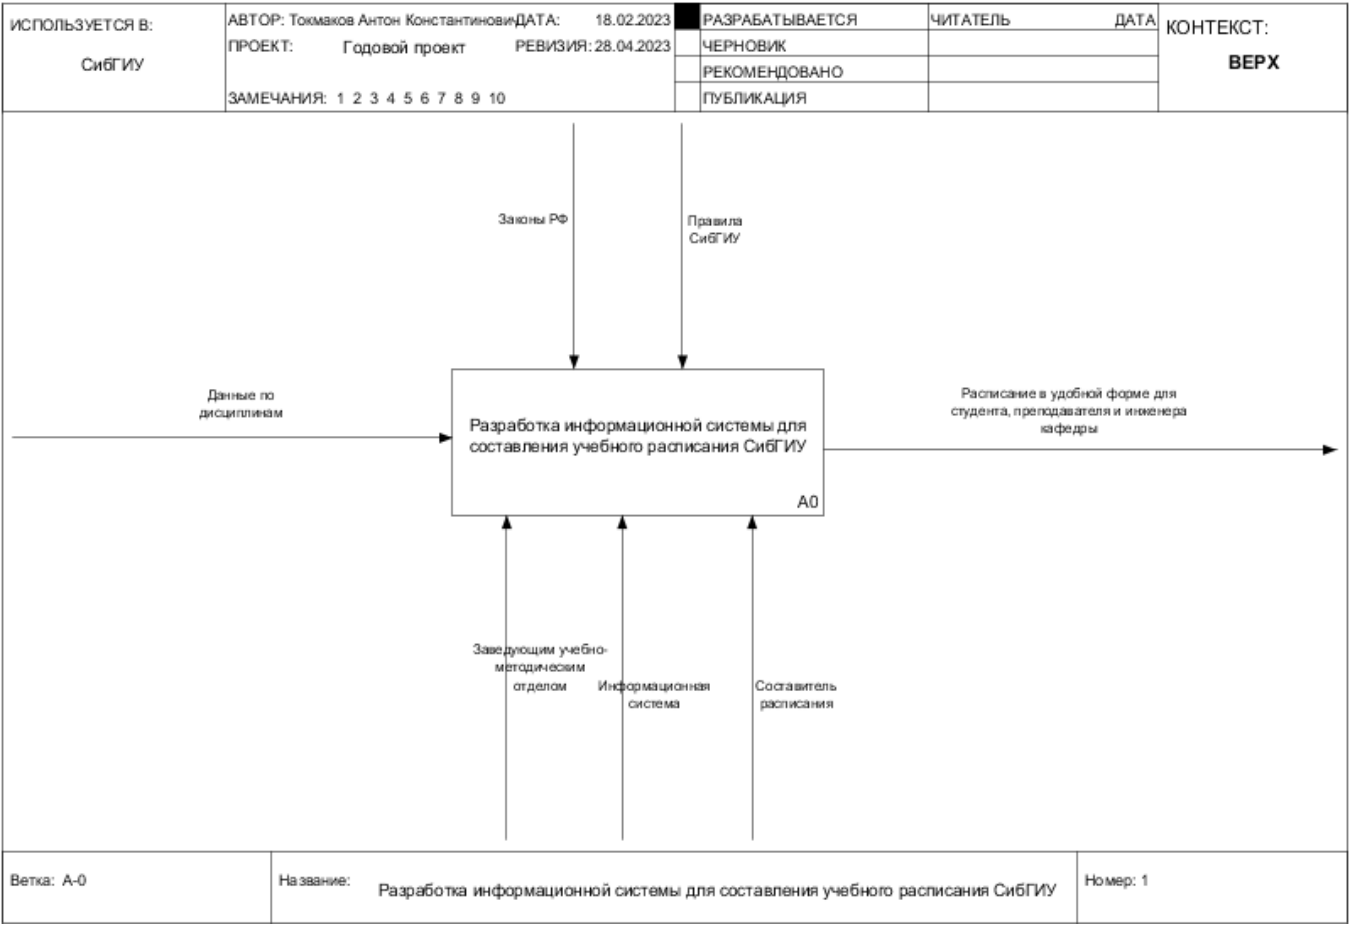 ИСПОЛЬЗУЕТСЯ В:
СибГИУ
АВТОР: Токмаков Антон Константинович ДАТА: 18.02.2023
ПРОЕКТ: Годовой проект РЕВИЗИЯ: 28.04.2023
ЗАМЕЧАНИЯ: 1 2 3 4 5 6 7 8 9 10
РАЗРАБАТЫВАЕТСЯ
ЧЕРНОВИК
РЕКОМЕНДОВАНО
ПУБЛИКАЦИЯ
ЧИТАТЕЛЬ ДАТА
КОНТЕКСТ:
ВЕРХ
Законы РФ
Правила
СибГИУ
Данные по
дисциплинам
Разработка информационной системы для
составления учебного расписания СибГИУ
A0
Расписание в удобной форме для
студента, преподавателя и инженера
кафедры
Заведующим учебно-
методическим
отделом
Информационная
система
Составитель
расписания
Ветка: A-0
Название: Разработка информационной системы для составления учебного расписания СибГИУ
Номер: 1